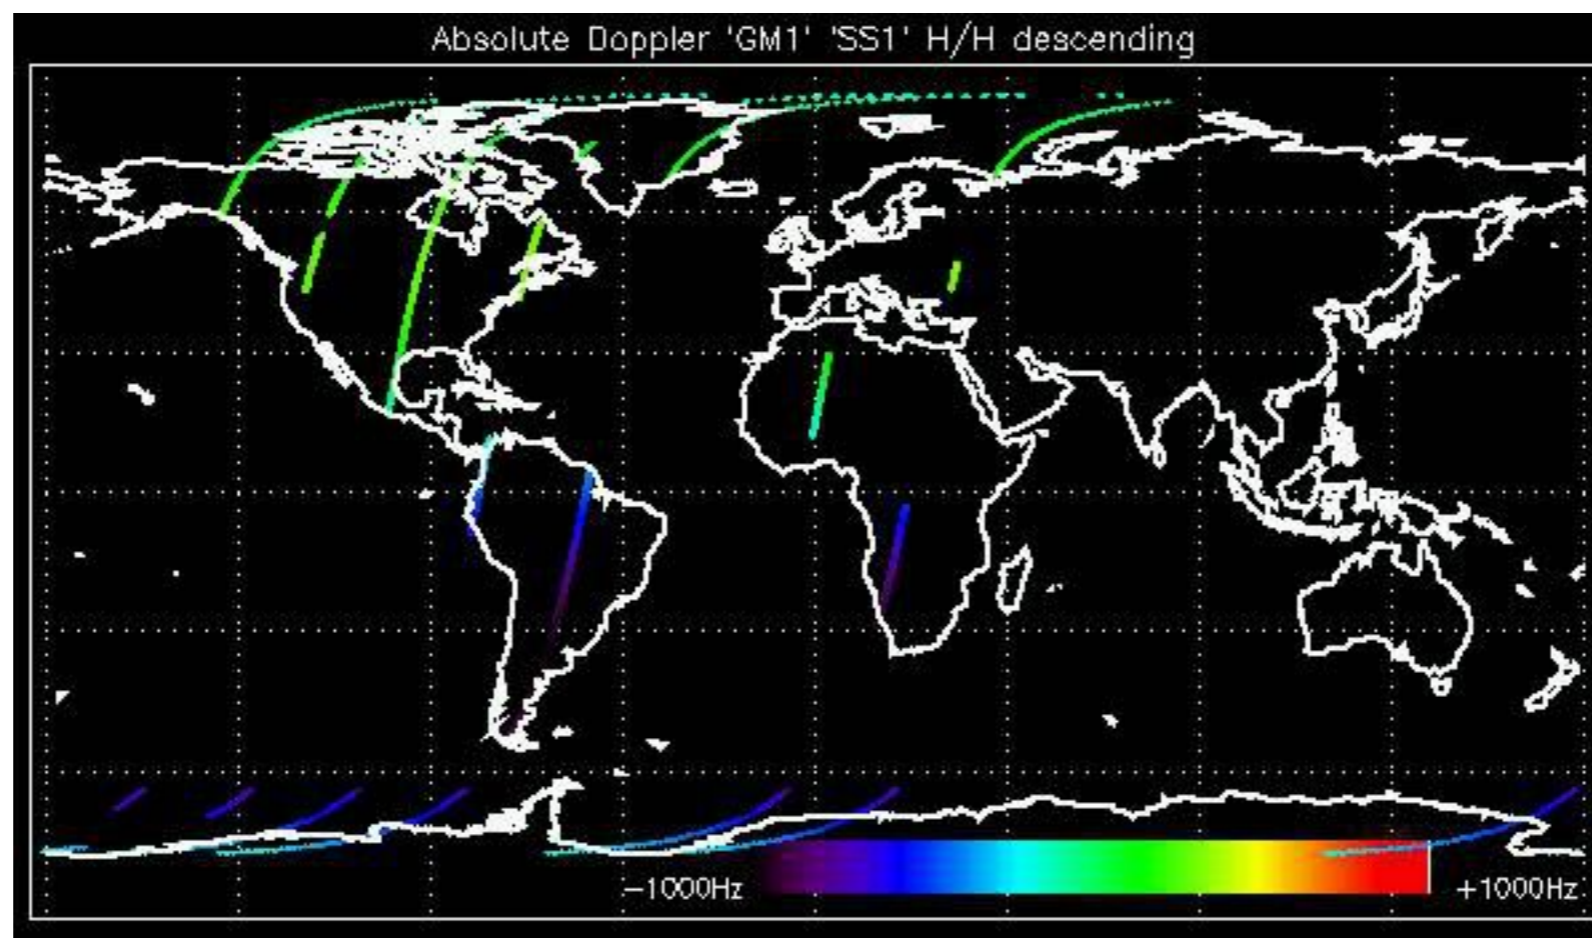 Absolute Doppler 'GM1' 'SS1' H/H descending
-1000Hz
+1000Hz